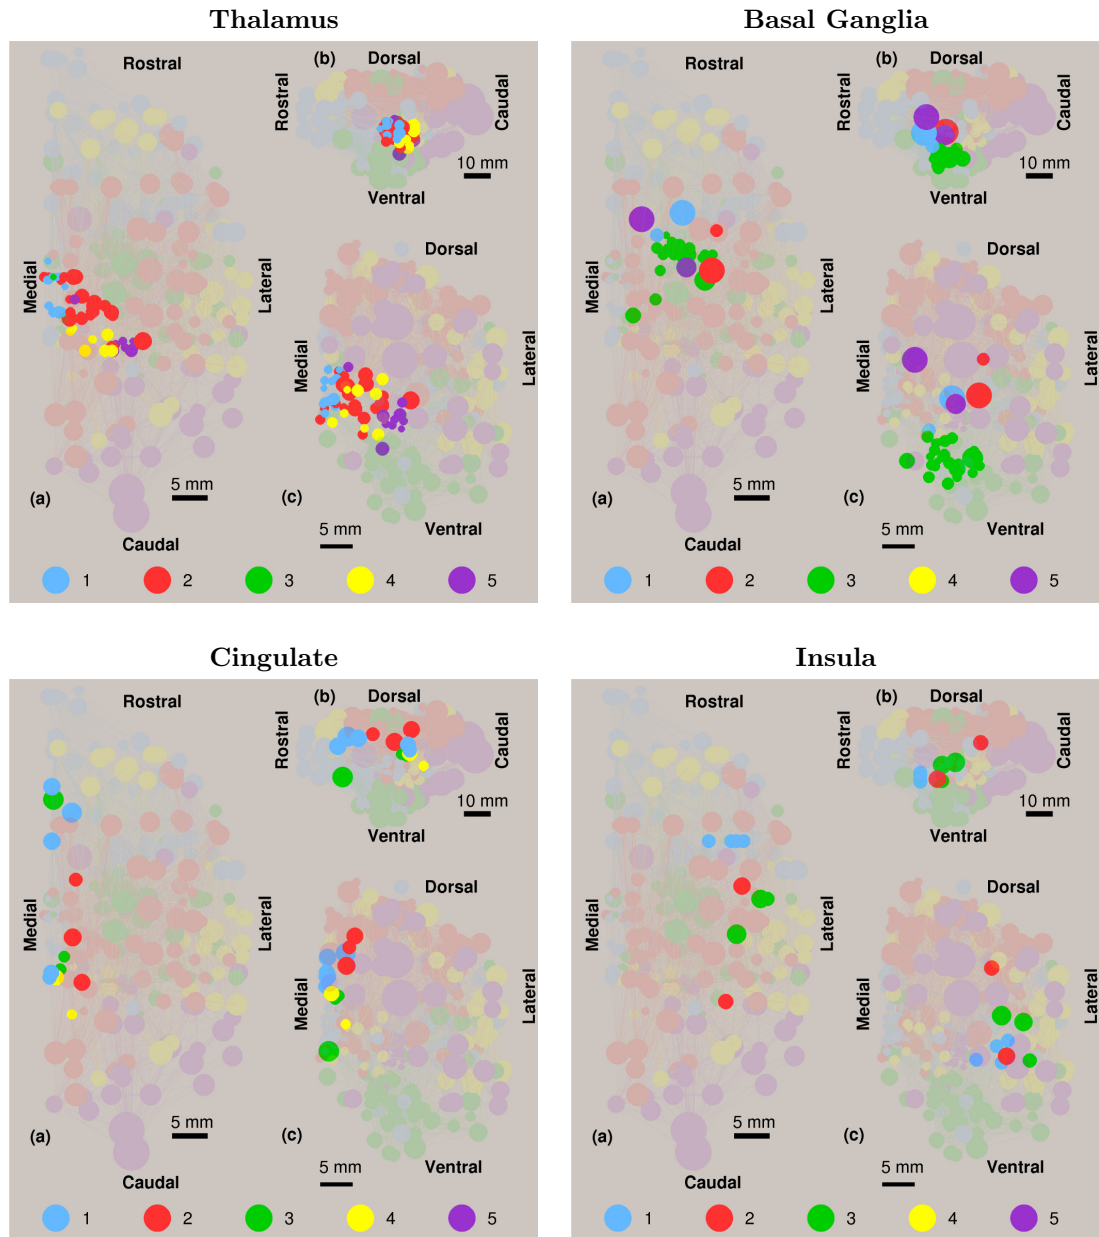 Thalamus
Rostral
(b)
Dorsal
Rostral
Caudal
10 mm
Ventral
Dorsal
Medial
Lateral
Medial
Lateral
5 mm
(a)
(c)
5 mm
Ventral
Caudal
1 2 3 4 5
Basal Ganglia
Rostral
(b)
Dorsal
Rostral
Caudal
10 mm
Ventral
Dorsal
Medial
Lateral
Medial
Lateral
5 mm
(a)
(c)
5 mm
Ventral
Caudal
1 2 3 4 5
Cingulate
Rostral
(b)
Dorsal
Rostral
Caudal
10 mm
Ventral
Dorsal
Medial
Lateral
Medial
Lateral
5 mm
(a)
(c)
5 mm
Ventral
Caudal
1 2 3 4 5
Insula
Rostral
(b)
Dorsal
Rostral
Caudal
10 mm
Ventral
Dorsal
Medial
Lateral
Medial
Lateral
5 mm
(a)
(c)
5 mm
Ventral
Caudal
1 2 3 4 5